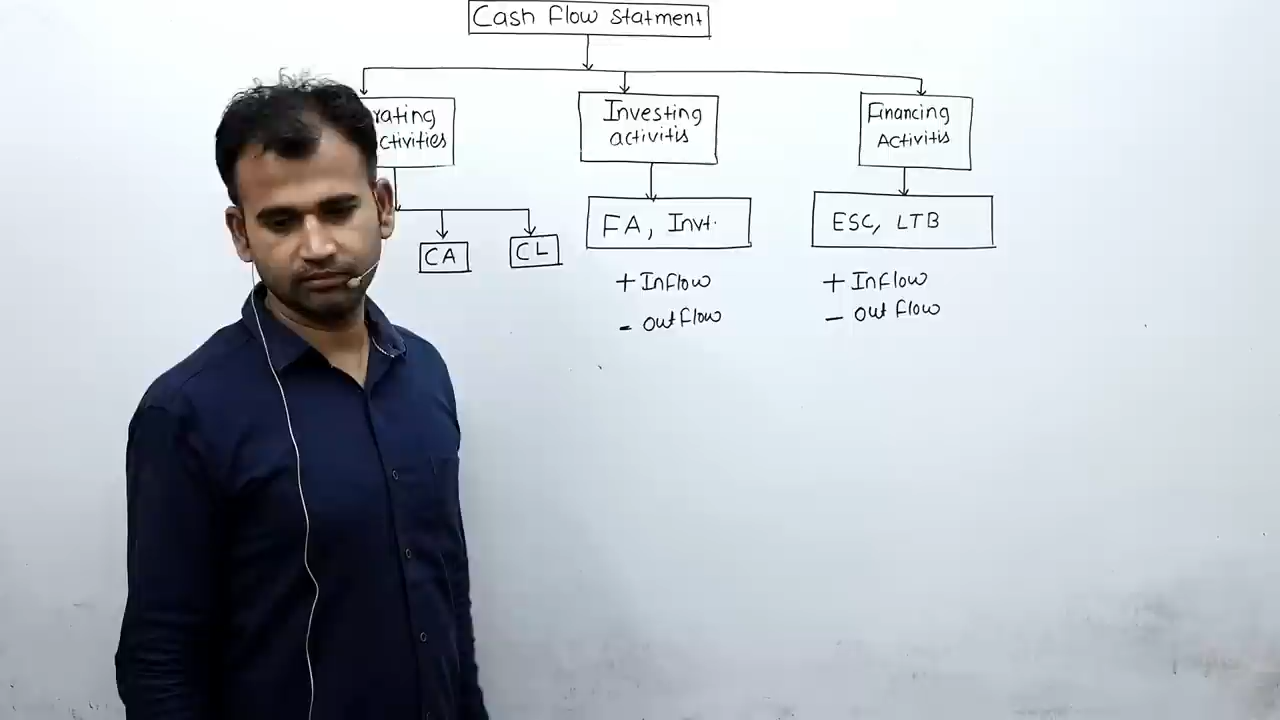 Cash Flow Statment
rating
ctivities
Investing
activitis
Financing
Activitis
CA
CL
FA, Invt.
ESC, LTB
+ Inflow
- outflow
+ Inflow
- out flow